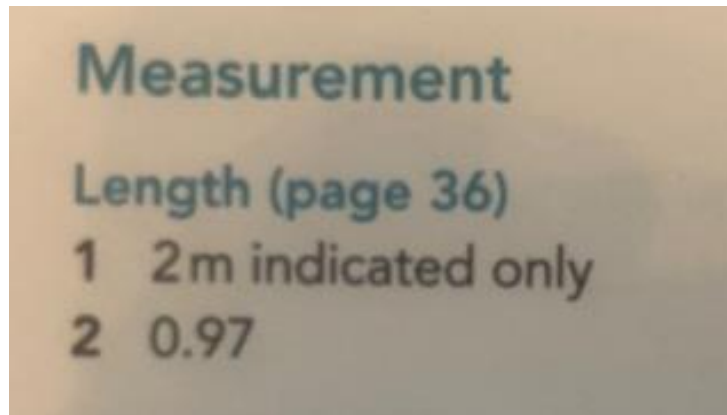 Measurement
Length (page 36)
1 2m indicated only
2 0.97